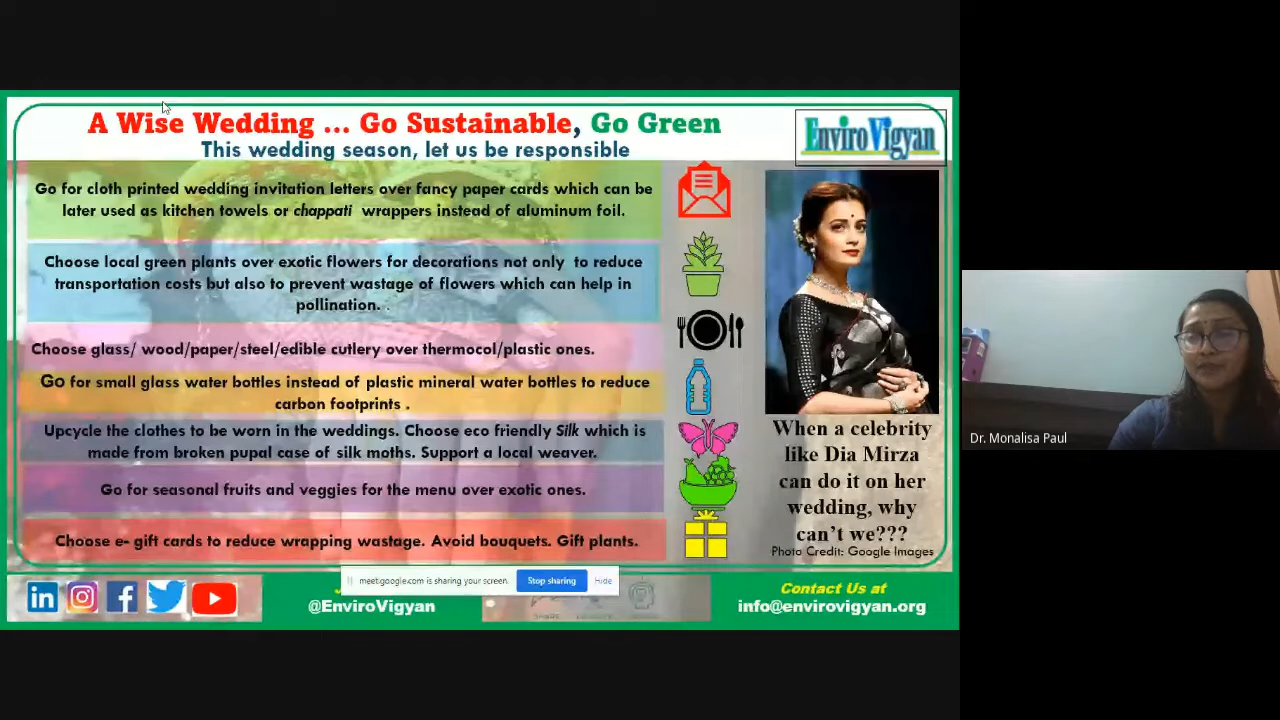 A Wise Wedding ... Go Sustainable, Go Green
This wedding season, let us be responsible
EnviroVigyan
Go for cloth printed wedding invitation letters over fancy paper cards which can be
later used as kitchen towels or chappati wrappers instead of aluminum foil.
Choose local green plants over exotic flowers for decorations not only to reduce
transportation costs but also to prevent wastage of flowers which can help in
pollination. .
Choose glass/ wood/paper/steel/edible cutlery over thermocol/plastic ones.
Go for small glass water bottles instead of plastic mineral water bottles to reduce
carbon footprints .
Upcycle the clothes to be worn in the weddings. Choose eco friendly Silk which is
made from broken pupal case of silk moths. Support a local weaver.
Go for seasonal fruits and veggies for the menu over exotic ones.
Choose e- gift cards to reduce wrapping wastage. Avoid bouquets. Gift plants.
When a celebrity
like Dia Mirza
can do it on her
wedding, why
can't we???
Photo Credit: Google Images
Dr. Monalisa Paul
meet.google.com is sharing your screen.
Stop sharing
Hide
@EnviroVigyan
Contact Us at
info@envirovigyan.org